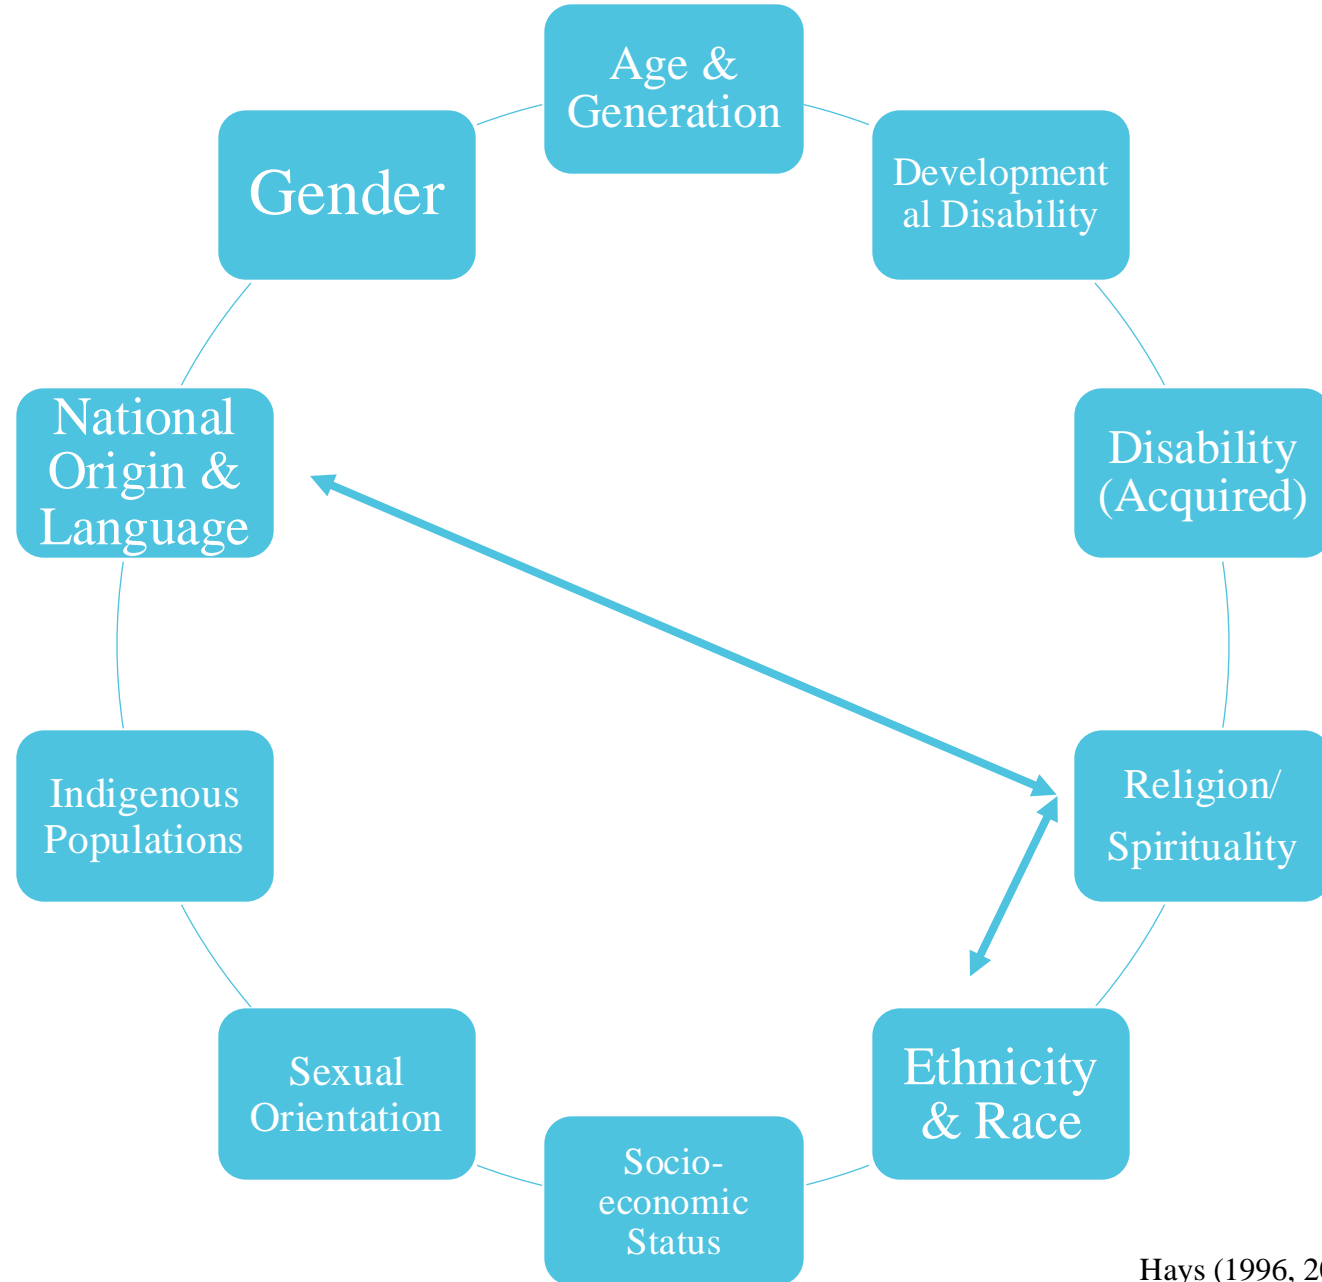 Age &
Generation
Development
al Disability
Disability
(Acquired)
Religion/
Spirituality
Ethnicity
& Race
Socio-
economic
Status
Sexual
Orientation
Indigenous
Populations
National
Origin &
Language
Gender
Hays (1996, 20